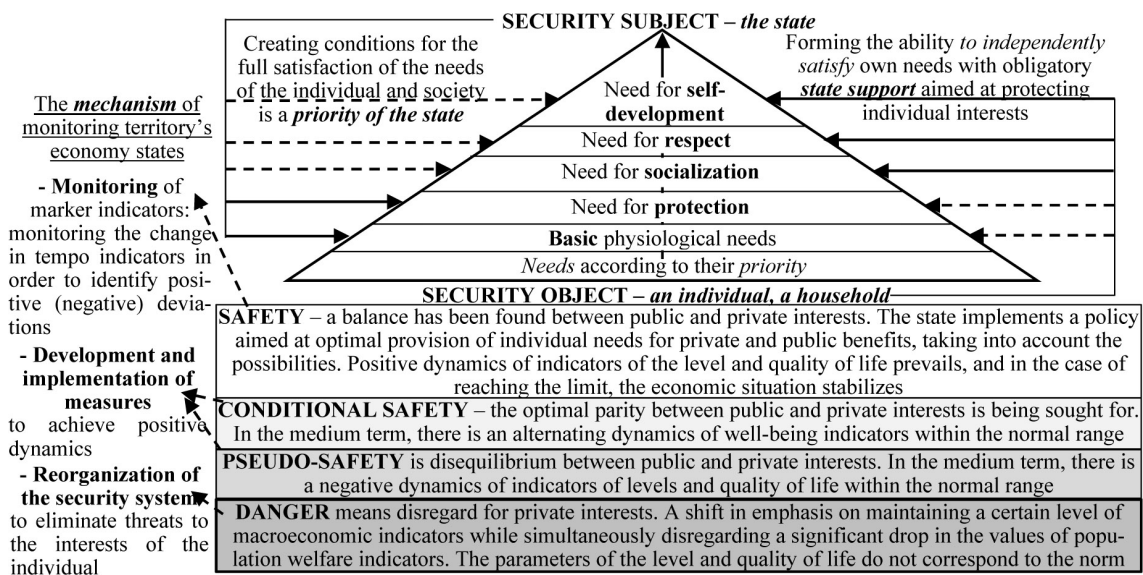 SECURITY SUBJECT – the state
Creating conditions for the
full satisfaction of the needs
of the individual and society
is a priority of the state
Forming the ability to independently
satisfy own needs with obligatory
state support aimed at protecting
individual interests
The mechanism of
monitoring territory's
economy states
- Monitoring of
marker indicators:
monitoring the change
in tempo indicators in
order to identify posi-
tive (negative) devia-
tions
- Development and
implementation of
measures
to achieve positive
dynamics
- Reorganization of
the security system
to eliminate threats to
the interests of the
individual
Need for self-
development
Need for respect
Need for socialization
Need for protection
Basic physiological needs
Needs according to their priority
SECURITY OBJECT – an individual, a household
SAFETY – a balance has been found between public and private interests. The state implements a policy
aimed at optimal provision of individual needs for private and public benefits, taking into account the
possibilities. Positive dynamics of indicators of the level and quality of life prevails, and in the case of
reaching the limit, the economic situation stabilizes
CONDITIONAL SAFETY – the optimal parity between public and private interests is being sought for.
In the medium term, there is an alternating dynamics of well-being indicators within the normal range
PSEUDO-SAFETY is disequilibrium between public and private interests. In the medium term, there is
a negative dynamics of indicators of levels and quality of life within the normal range
DANGER means disregard for private interests. A shift in emphasis on maintaining a certain level of
macroeconomic indicators while simultaneously disregarding a significant drop in the values of pop-
ulation welfare indicators. The parameters of the level and quality of life do not correspond to the norm